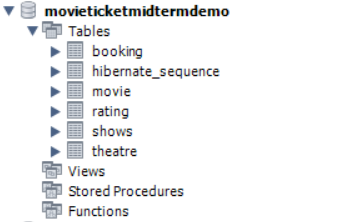 movieticketmidtermdemo
Tables
booking
hibernate_sequence
movie
rating
shows
theatre
Views
Stored Procedures
Functions